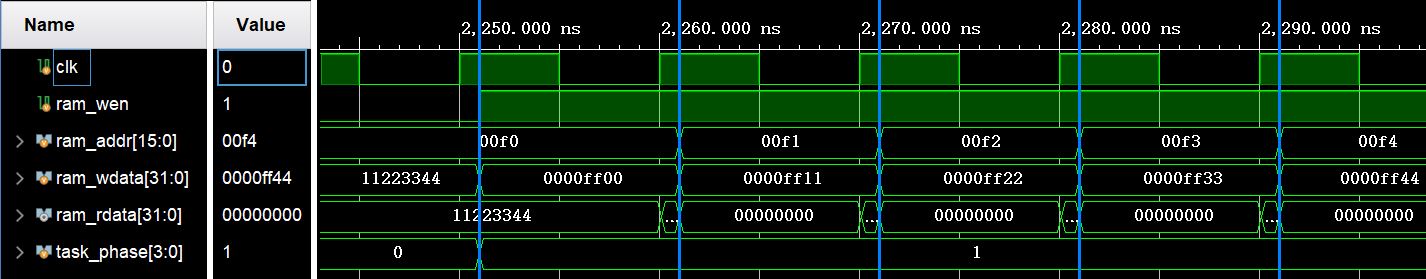 Name Value 2,250.000 ns 2,260.000 ns 2,270.000 ns 2,280.000 ns 2,290.000 ns
clk 0
ram_wen 1
ram_addr[15:0] 00f4 00f0 00f1 00f2 00f3 00f4
ram_wdata[31:0] 0000ff44 11223344 0000ff00 0000ff11 0000ff22 0000ff33 0000ff44
ram_rdata[31:0] 00000000 11223344 ... 00000000 ... 00000000 ... 00000000 ... 00000000
task_phase[3:0] 1 0 1